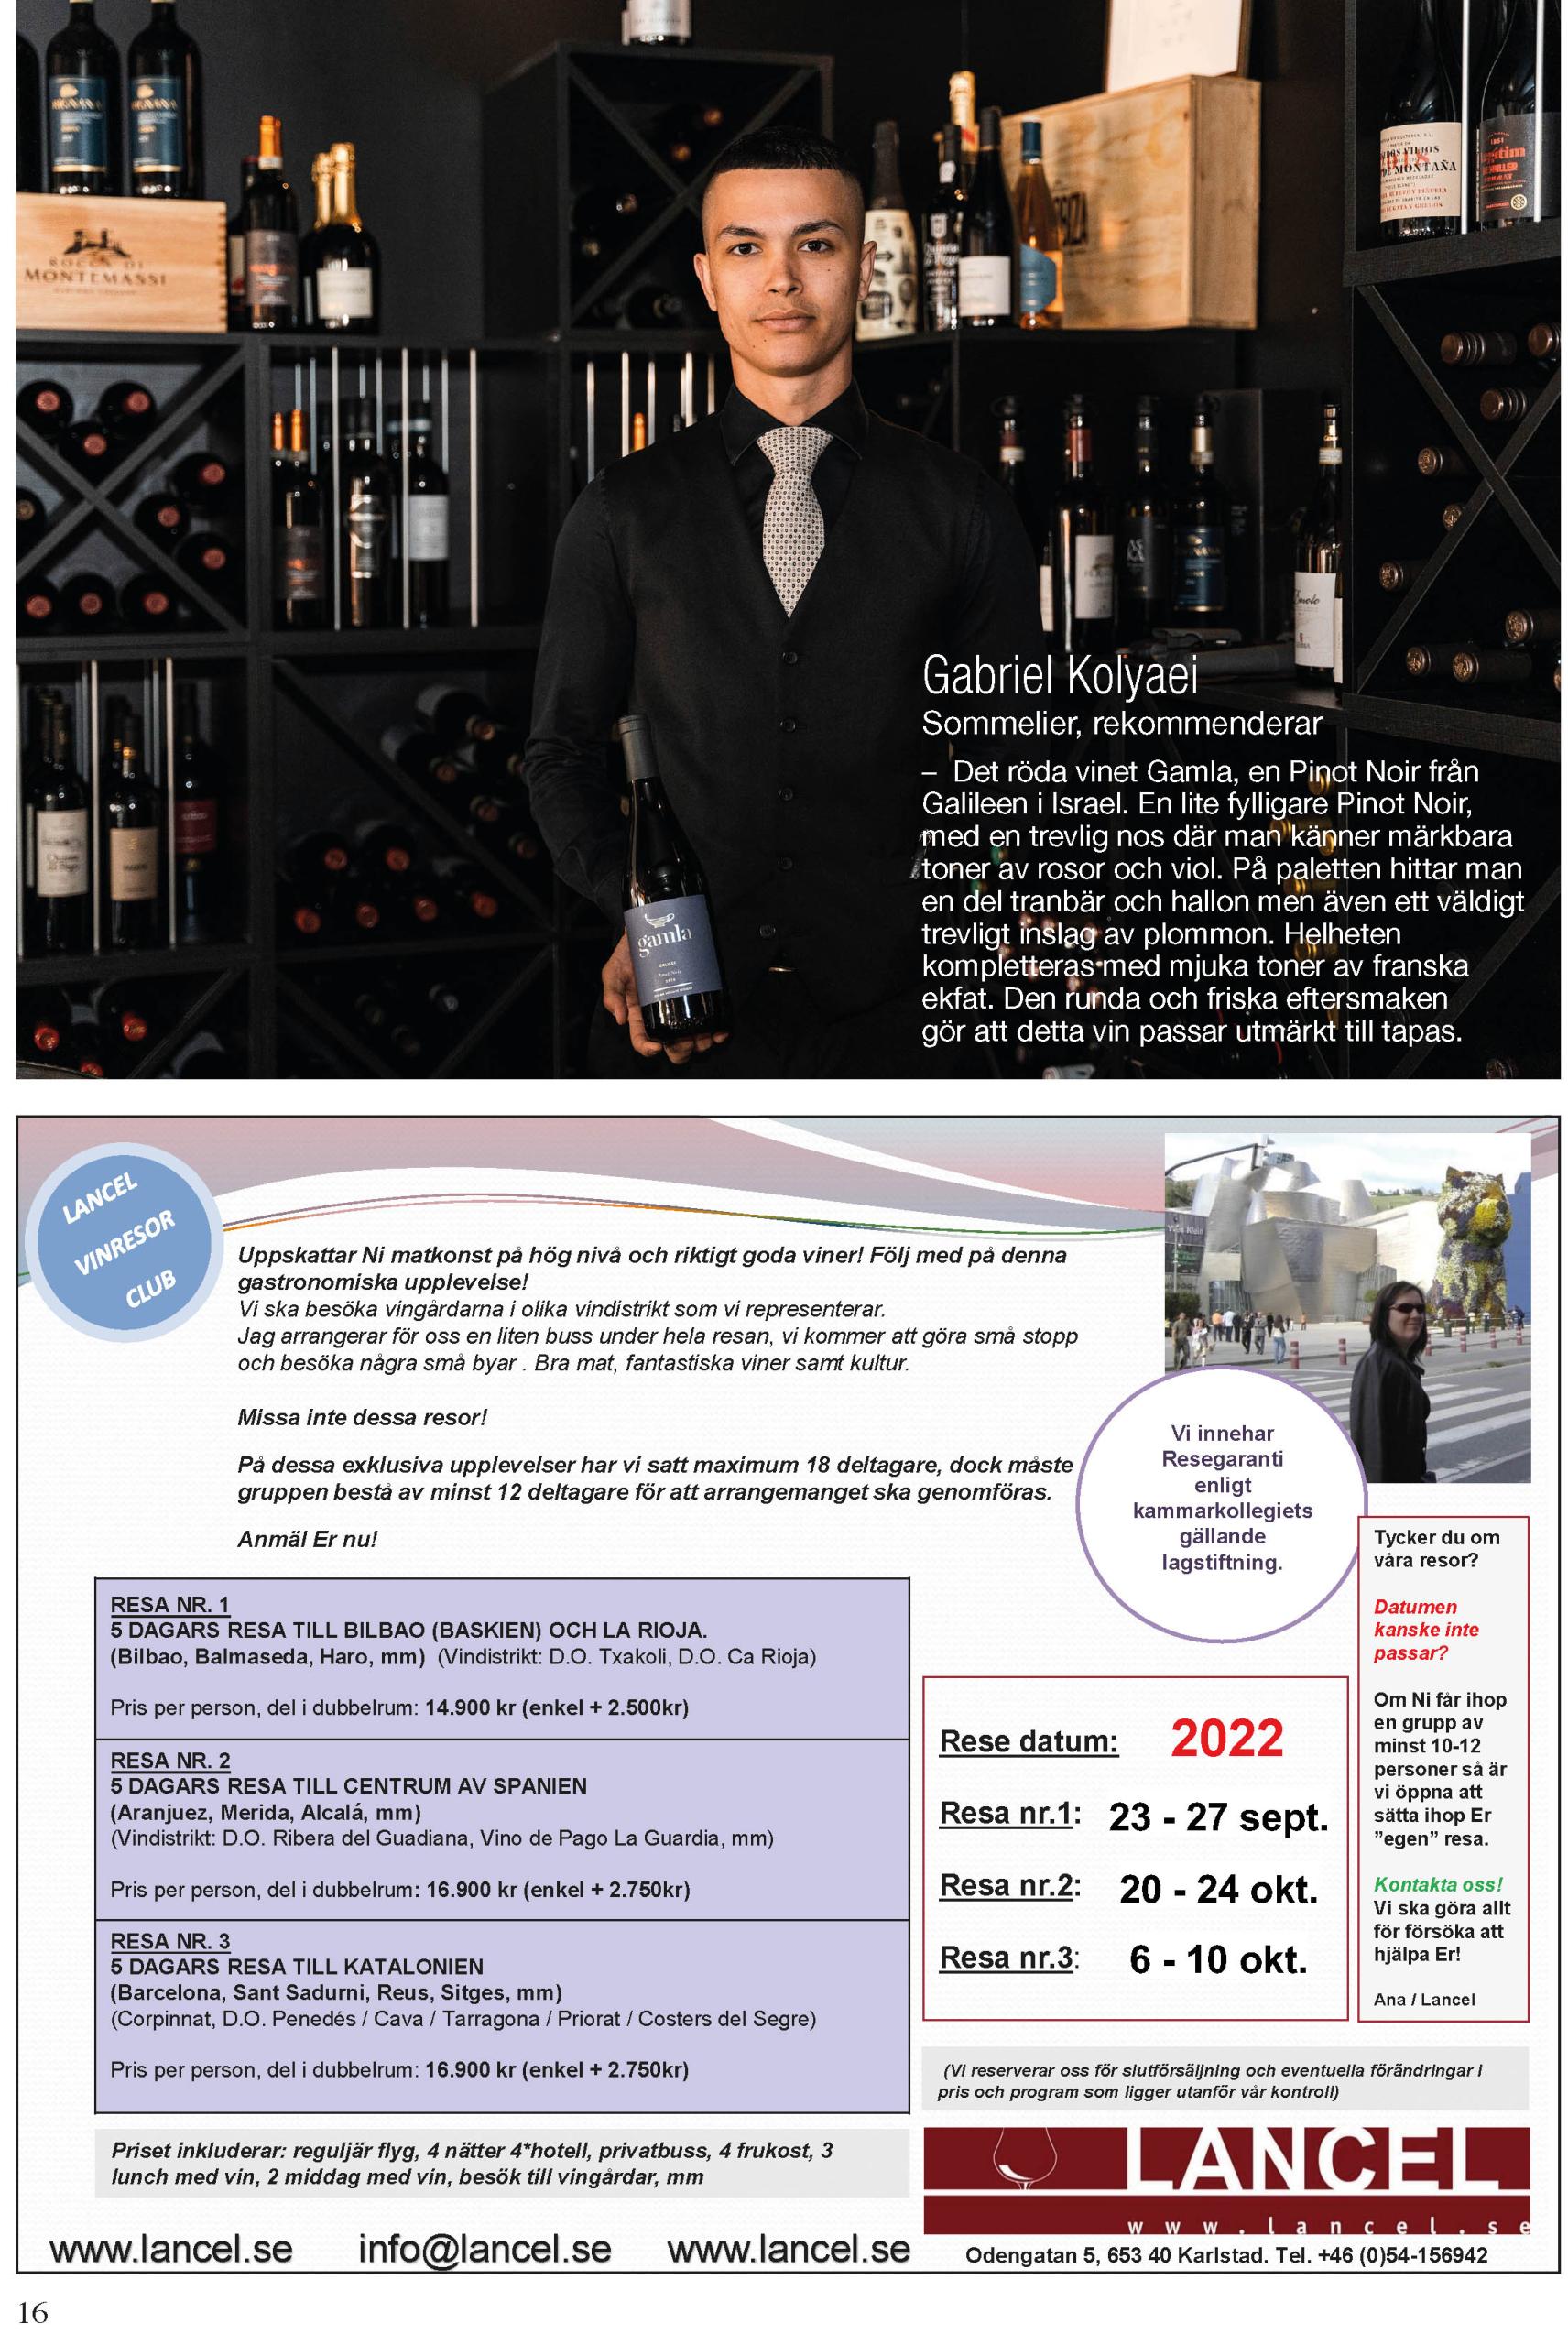 ROCCA DI
MONTEMASSI
VIEJOS
DE MONTAÑA
gamla
Pinot Noir
Gabriel Kolyaei
Sommelier, rekommenderar
– Det röda vinet Gamla, en Pinot Noir från
Galileen i Israel. En lite fylligare Pinot Noir,
med en trevlig nos där man känner märkbara
toner av rosor och viol. På paletten hittar man
en del tranbär och hallon men även ett väldigt
trevligt inslag av plommon. Helheten
kompletteras med mjuka toner av franska
ekfat. Den runda och friska eftersmaken
gör att detta vin passar utmärkt till tapas.
LANCEL
VINRESOR
CLUB
Uppskattar Ni matkonst på hög nivå och riktigt goda viner! Följ med på denna
gastronomiska upplevelse!
Vi ska besöka vingårdarna i olika vindistrikt som vi representerar.
Jag arrangerar för oss en liten buss under hela resan, vi kommer att göra små stopp
och besöka några små byar . Bra mat, fantastiska viner samt kultur.
Missa inte dessa resor!
På dessa exklusiva upplevelser har vi satt maximum 18 deltagare, dock måste
gruppen bestå av minst 12 deltagare för att arrangemanget ska genomföras.
Anmäl Er nu!
Vi innehar
Resegaranti
enligt
kammarkollegiets
gällande
lagstiftning.
RESA NR. 1
5 DAGARS RESA TILL BILBAO (BASKIEN) OCH LA RIOJA.
(Bilbao, Balmaseda, Haro, mm) (Vindistrikt: D.O. Txakoli, D.O. Ca Rioja)
Pris per person, del i dubbelrum: 14.900 kr (enkel + 2.500kr)
RESA NR. 2
5 DAGARS RESA TILL CENTRUM AV SPANIEN
(Aranjuez, Merida, Alcalá, mm)
(Vindistrikt: D.O. Ribera del Guadiana, Vino de Pago La Guardia, mm)
Pris per person, del i dubbelrum: 16.900 kr (enkel + 2.750kr)
RESA NR. 3
5 DAGARS RESA TILL KATALONIEN
(Barcelona, Sant Sadurni, Reus, Sitges, mm)
(Corpinnat, D.O. Penedés / Cava / Tarragona / Priorat / Costers del Segre)
Pris per person, del i dubbelrum: 16.900 kr (enkel + 2.750kr)
Priset inkluderar: reguljär flyg, 4 nätter 4*hotell, privatbuss, 4 frukost, 3
lunch med vin, 2 middag med vin, besök till vingårdar, mm
Rese datum: 2022
Resa nr.1: 23 - 27 sept.
Resa nr.2: 20 - 24 okt.
Resa nr.3: 6 - 10 okt.
Tycker du om
våra resor?
Datumen
kanske inte
passar?
Om Ni får ihop
en grupp av
minst 10-12
personer så är
vi öppna att
sätta ihop Er
”egen” resa.
Kontakta oss!
Vi ska göra allt
för försöka att
hjälpa Er!
Ana / Lancel
(Vi reserverar oss för slutförsäljning och eventuella förändringar i
pris och program som ligger utanför vår kontroll)
LANCEL
www.lancel.se
www.lancel.se info@lancel.se www.lancel.se
Odengatan 5, 653 40 Karlstad. Tel. +46 (0)54-156942
16